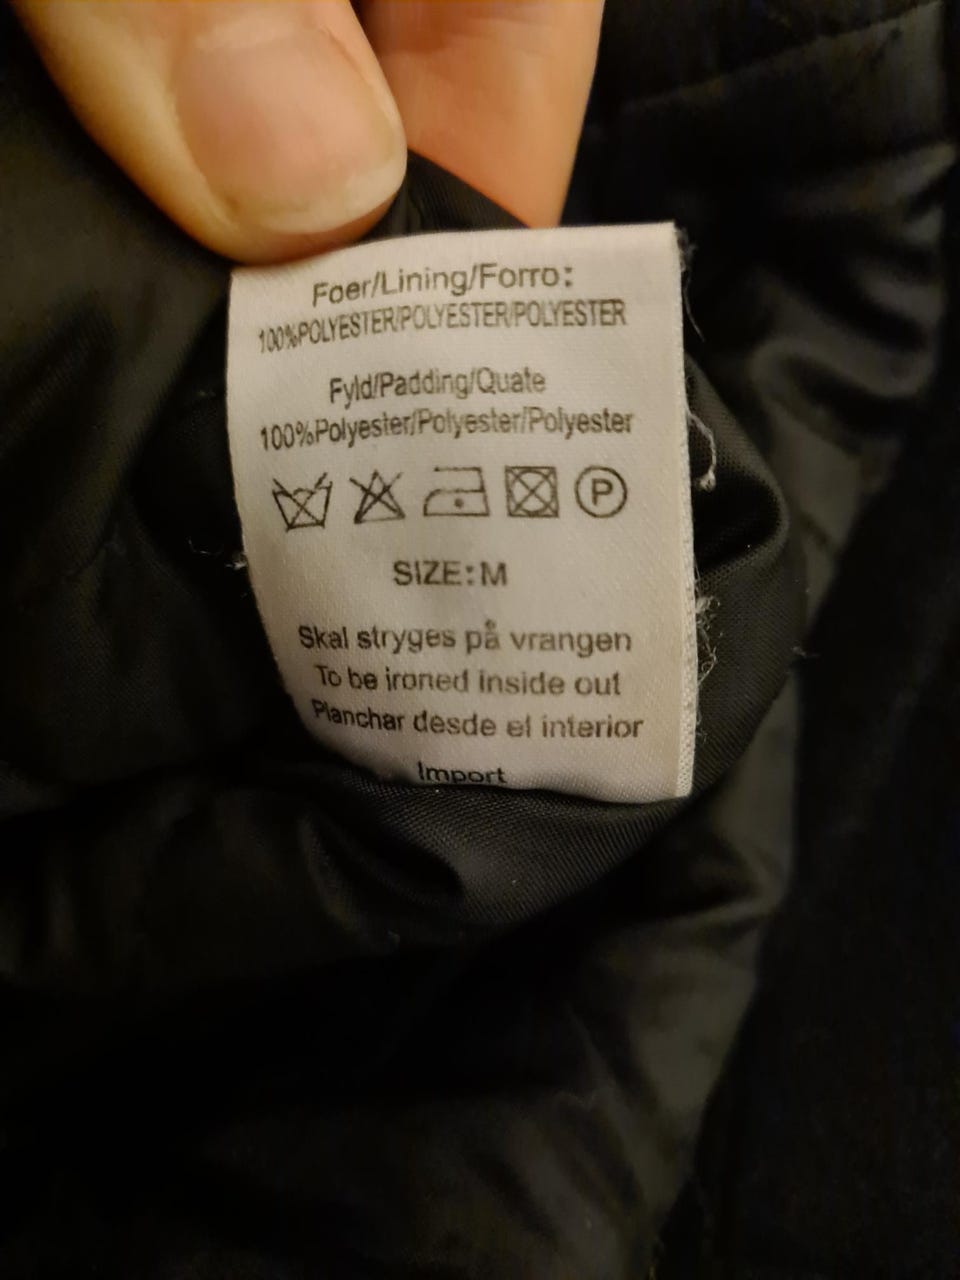 Foer/Lining/Forro:
100%POLYESTER/POLYESTER/POLYESTER
Fyld/Padding/Quate
100%Polyester/Polyester/Polyester
P
SIZE:M
Skal stryges på vrangen
To be ironed inside out
Planchar desde el interior
Import